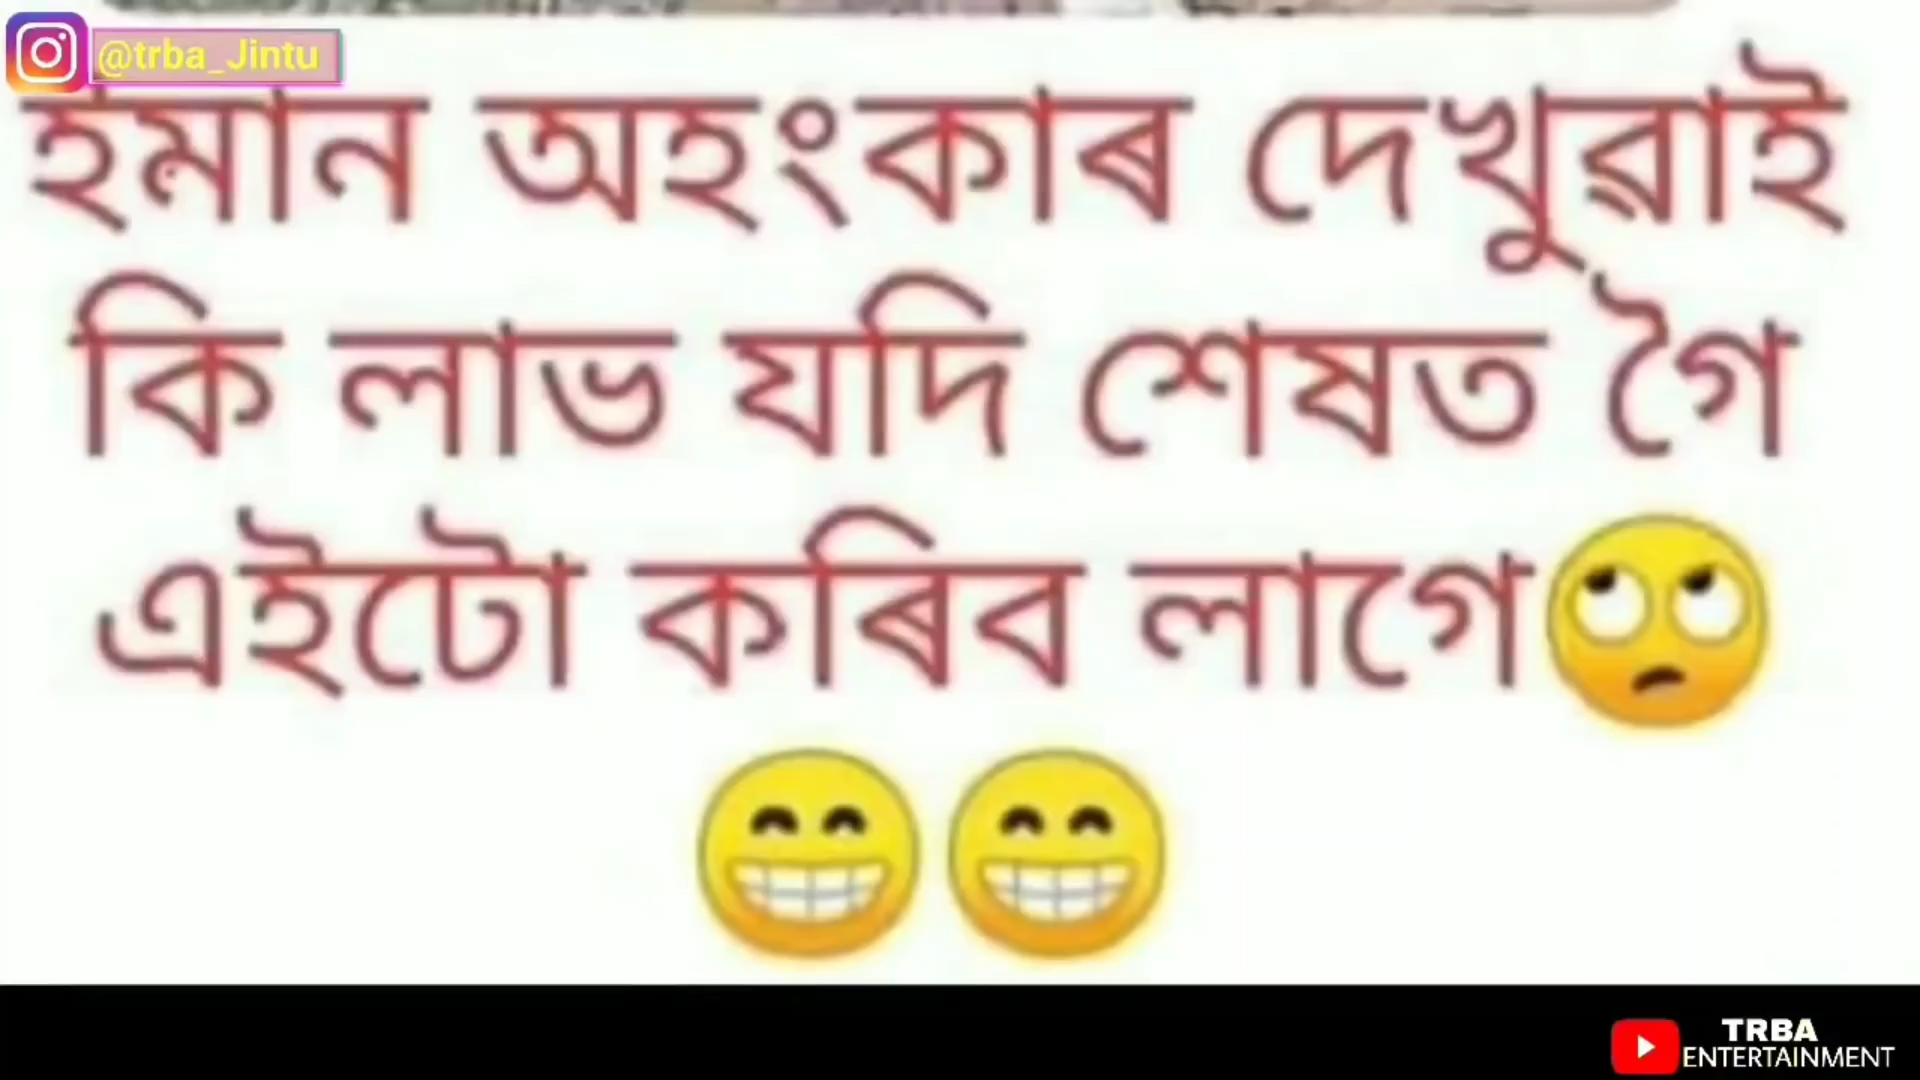 @trba_Jintu
ইমান অহংকাৰ দেখুৱাই
কি লাভ যদি শেষত গৈ
এইটো কৰিব লাগে🙄
😁😁
TRBA
ENTERTAINMENT